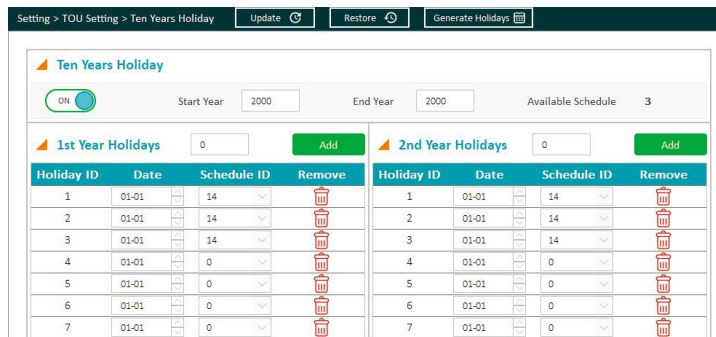 Setting > TOU Setting > Ten Years Holiday Update Restore Generate Holidays
Ten Years Holiday
ON Start Year 2000 End Year 2000 Available Schedule 3
1st Year Holidays 0 Add 2nd Year Holidays 0 Add
Holiday ID Date Schedule ID Remove Holiday ID Date Schedule ID Remove
1 01-01 14 1 01-01 14
2 01-01 14 2 01-01 14
3 01-01 14 3 01-01 14
4 01-01 0 4 01-01 0
5 01-01 0 5 01-01 0
6 01-01 0 6 01-01 0
7 01-01 0 7 01-01 0